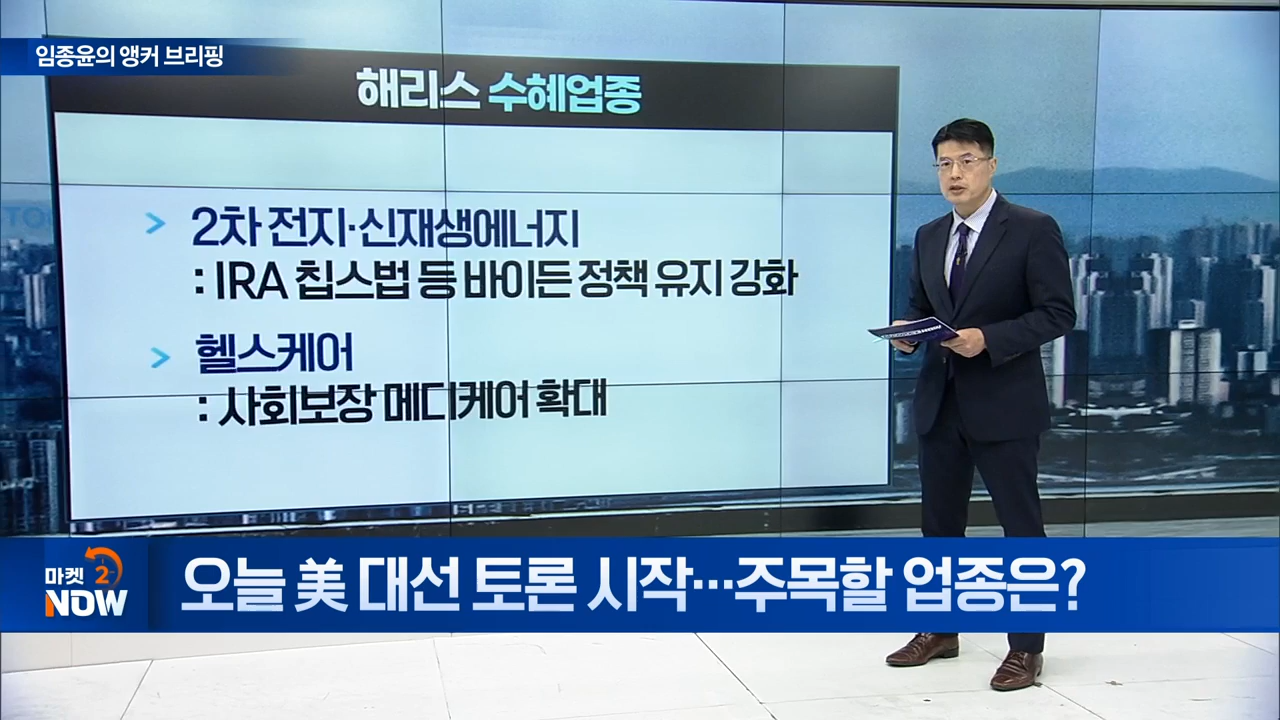 임종윤의 앵커 브리핑
해리스 수혜업종
2차 전지·신재생에너지
: IRA 칩스법 등 바이든 정책 유지 강화
헬스케어
: 사회보장 메디케어 확대
마켓 2
NOW
오늘 美 대선 토론 시작…주목할 업종은?